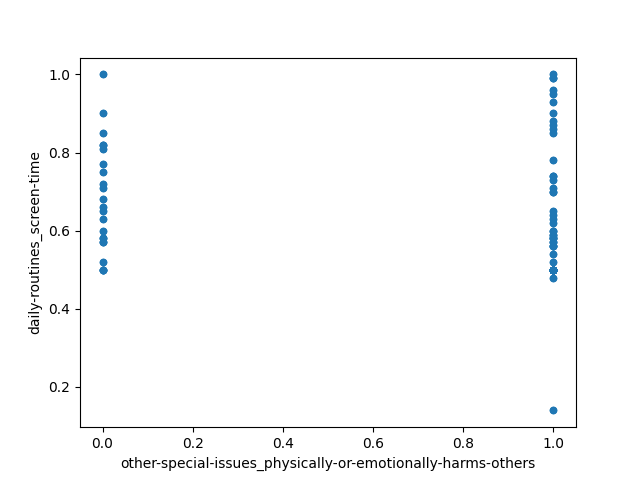 1.0
0.8
0.6
0.4
0.2
daily-routines_screen-time
0.0 0.2 0.4 0.6 0.8 1.0
other-special-issues_physically-or-emotionally-harms-others